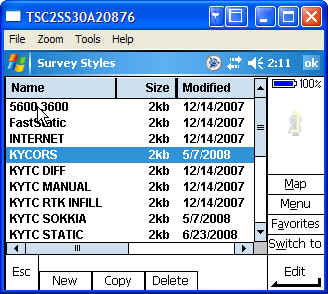 TSC2SS30A20876
File Zoom Tools Help
Survey Styles 2:11 ok
Name Size Modified
5600 3600 2kb 12/14/2007
FastStatic 2kb 12/14/2007
INTERNET 2kb 12/14/2007
KYCORS 2kb 5/7/2008
KYTC DIFF 2kb 12/14/2007
KYTC MANUAL 2kb 12/14/2007
KYTC RTK INFILL 2kb 12/14/2007
KYTC SOKKIA 2kb 5/7/2008
KYTC STATIC 2kb 6/23/2008
100%
Map
Menu
Favorites
Switch to
Esc New Copy Delete Edit